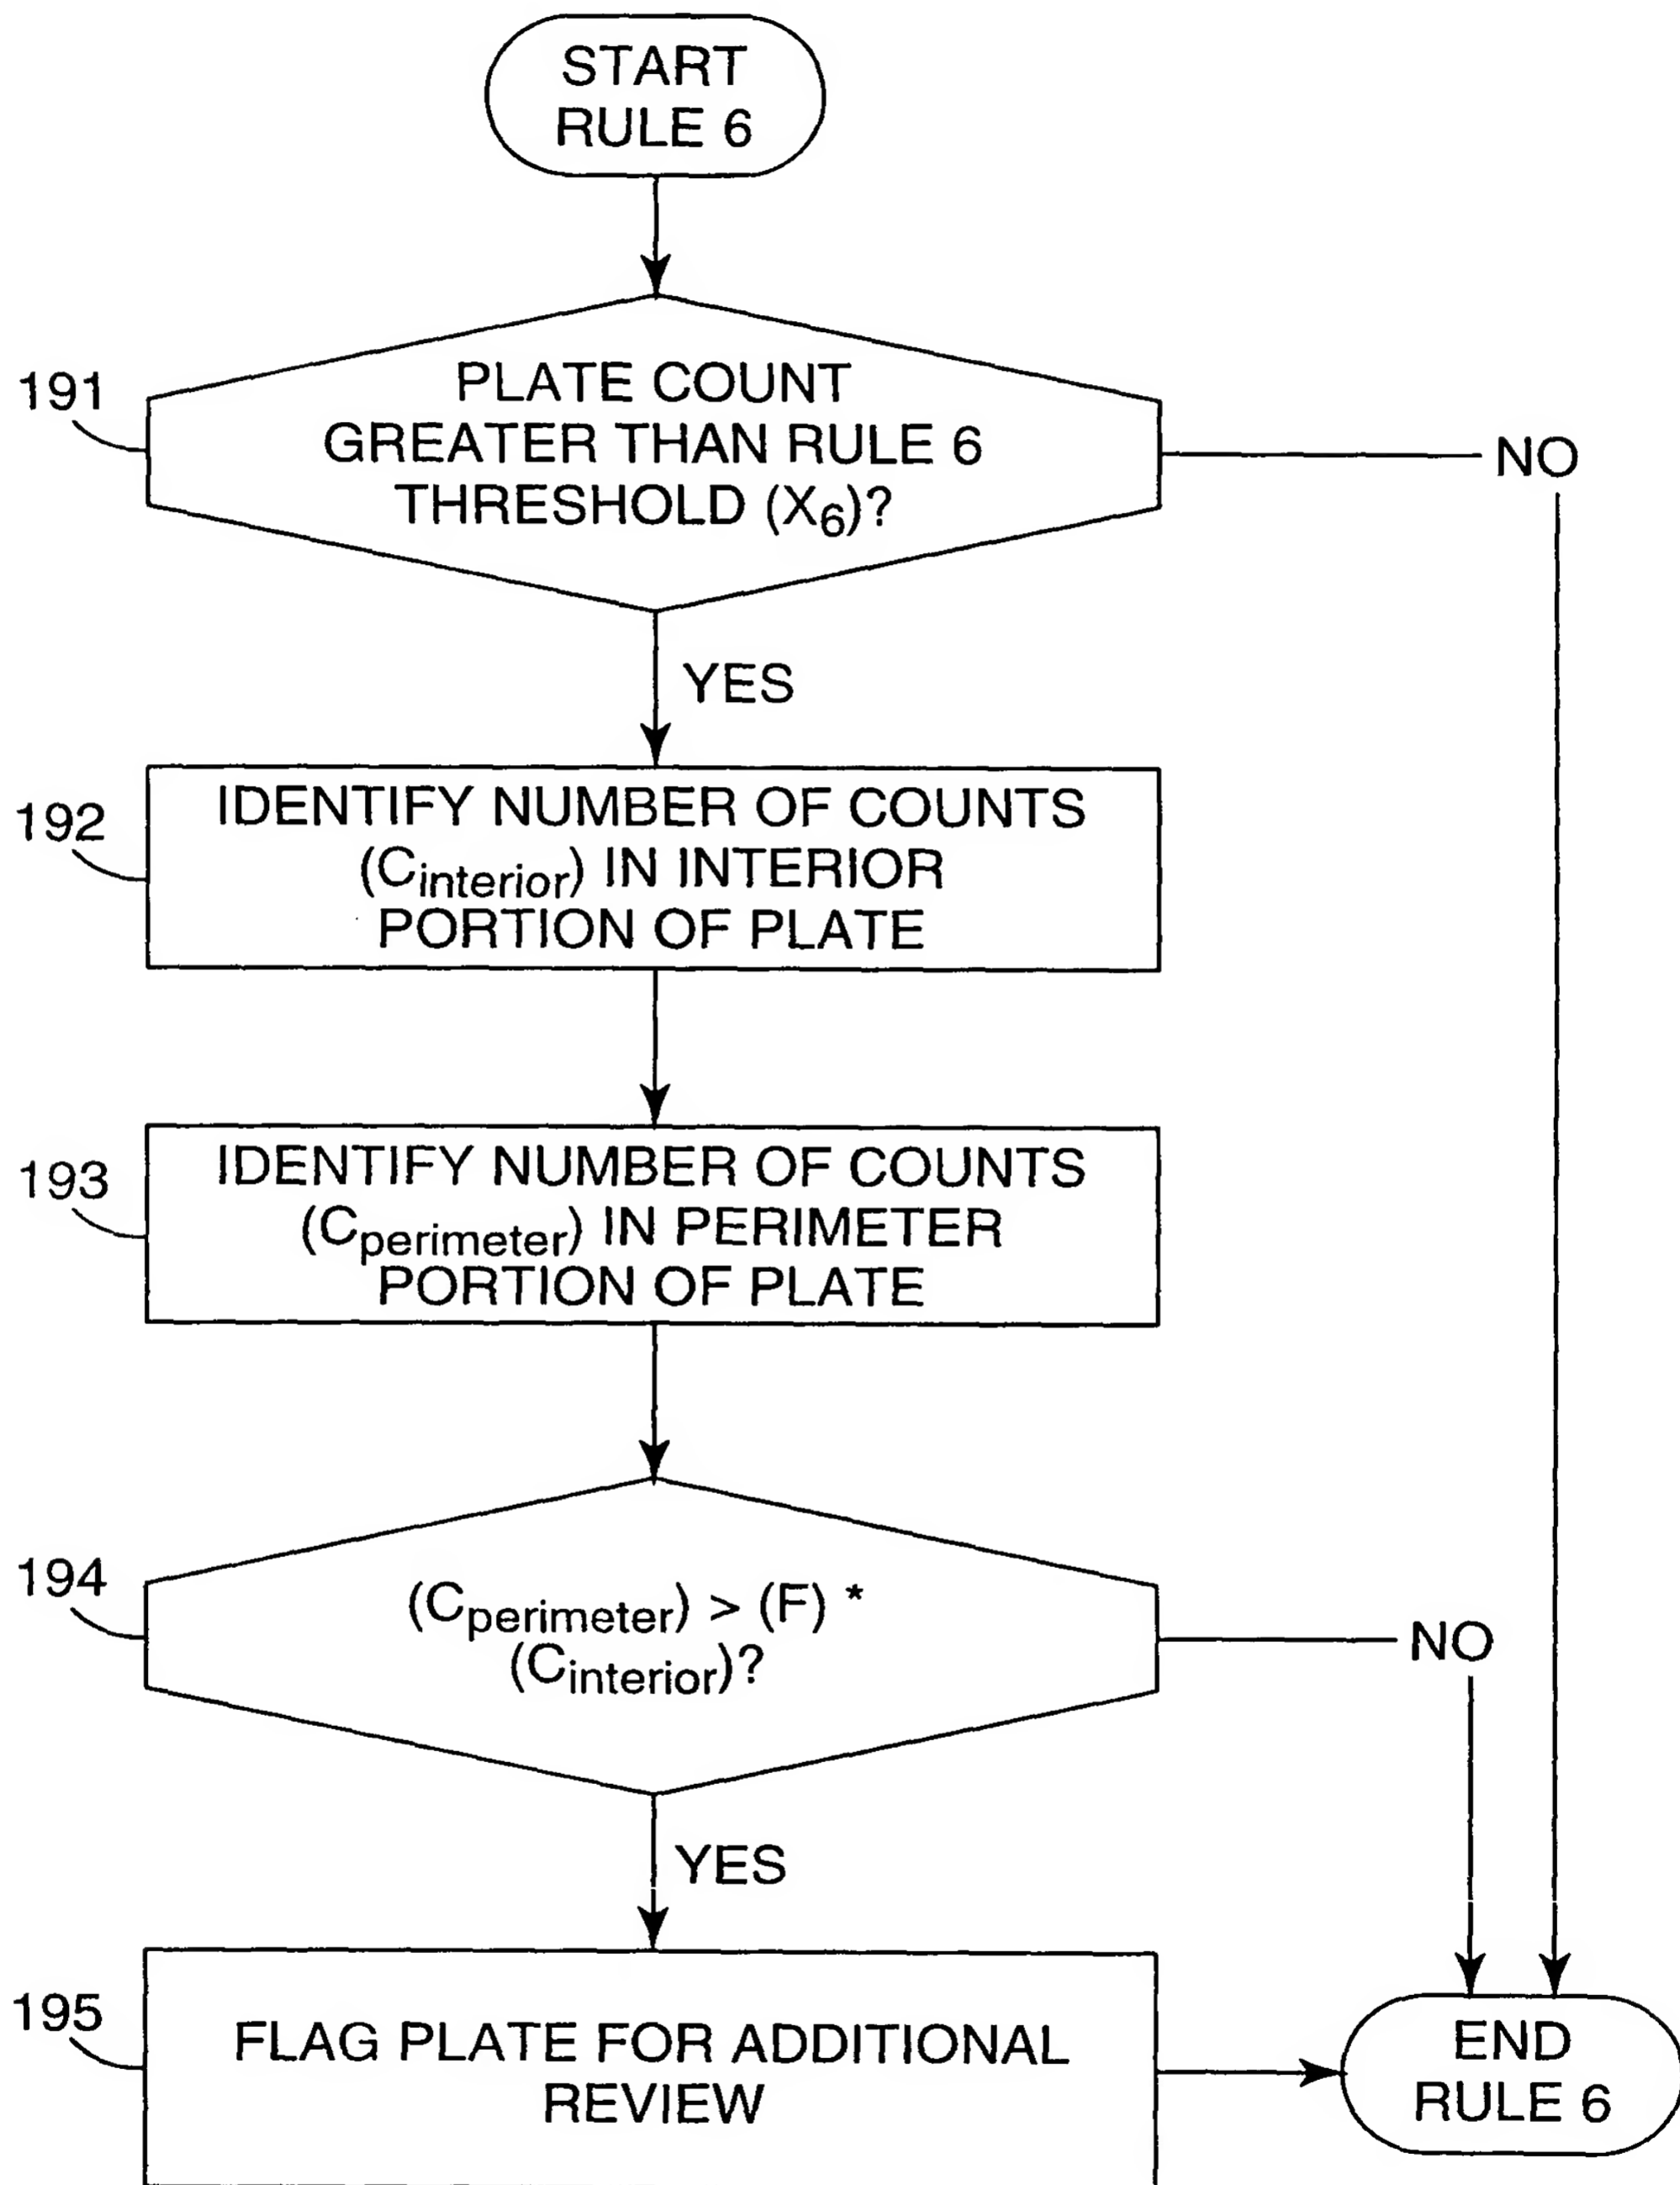 START
RULE 6
191
PLATE COUNT
GREATER THAN RULE 6
THRESHOLD (X6)?
NO
YES
192
IDENTIFY NUMBER OF COUNTS
(Cinterior) IN INTERIOR
PORTION OF PLATE
193
IDENTIFY NUMBER OF COUNTS
(Cperimeter) IN PERIMETER
PORTION OF PLATE
194
(Cperimeter) > (F) *
(Cinterior)?
NO
YES
195
FLAG PLATE FOR ADDITIONAL
REVIEW
END
RULE 6